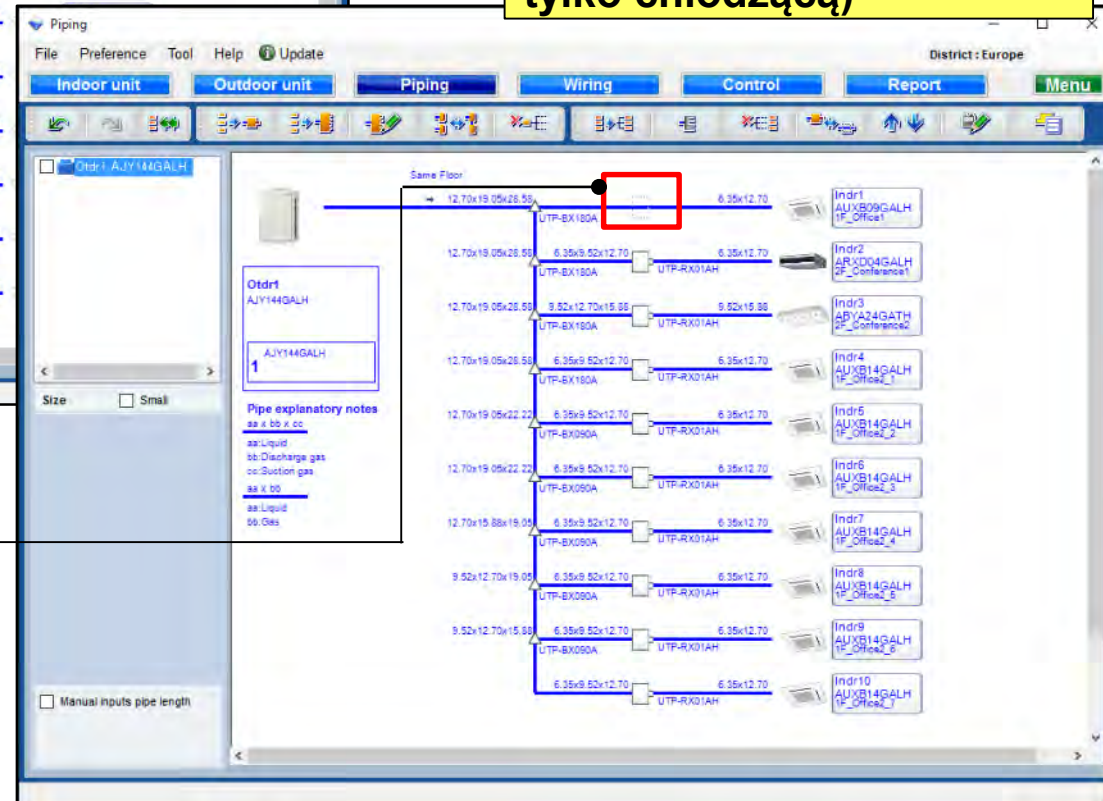 tylko chłodzącą)
Piping
File Preference Tool Help Update
District : Europe
Indoor unit Outdoor unit Piping Wiring Control Report Menu
Otdr1 AJY144GALH
Size Small
Manual inputs pipe length
Otdr1
AJY144GALH
AJY144GALH
1
Pipe explanatory notes
aa x bb x cc
aa:Liquid
bb:Discharge gas
cc:Suction gas
aa x bb
aa:Liquid
bb:Gas
Same Floor
12.70x19.05x28.58
UTP-BX180A
6.35x12.70
Indr1
AUXB09GALH
1F_Office1
12.70x19.05x28.58
6.35x9.52x12.70
UTP-BX180A
UTP-RX01AH
6.35x12.70
Indr2
ARXD04GALH
2F_Conference1
12.70x19.05x28.58
9.52x12.70x15.88
UTP-BX180A
UTP-RX01AH
9.52x15.88
Indr3
ABYA24GATH
2F_Conference2
12.70x19.05x28.58
6.35x9.52x12.70
UTP-BX180A
UTP-RX01AH
6.35x12.70
Indr4
AUXB14GALH
1F_Office2_1
12.70x19.05x22.22
6.35x9.52x12.70
UTP-BX090A
UTP-RX01AH
6.35x12.70
Indr5
AUXB14GALH
1F_Office2_2
12.70x19.05x22.22
6.35x9.52x12.70
UTP-BX090A
UTP-RX01AH
6.35x12.70
Indr6
AUXB14GALH
1F_Office2_3
12.70x15.88x19.05
6.35x9.52x12.70
UTP-BX090A
UTP-RX01AH
6.35x12.70
Indr7
AUXB14GALH
1F_Office2_4
9.52x12.70x19.05
6.35x9.52x12.70
UTP-BX090A
UTP-RX01AH
6.35x12.70
Indr8
AUXB14GALH
1F_Office2_5
9.52x12.70x15.88
6.35x9.52x12.70
UTP-BX090A
UTP-RX01AH
6.35x12.70
Indr9
AUXB14GALH
1F_Office2_6
6.35x9.52x12.70
UTP-RX01AH
6.35x12.70
Indr10
AUXB14GALH
1F_Office2_7